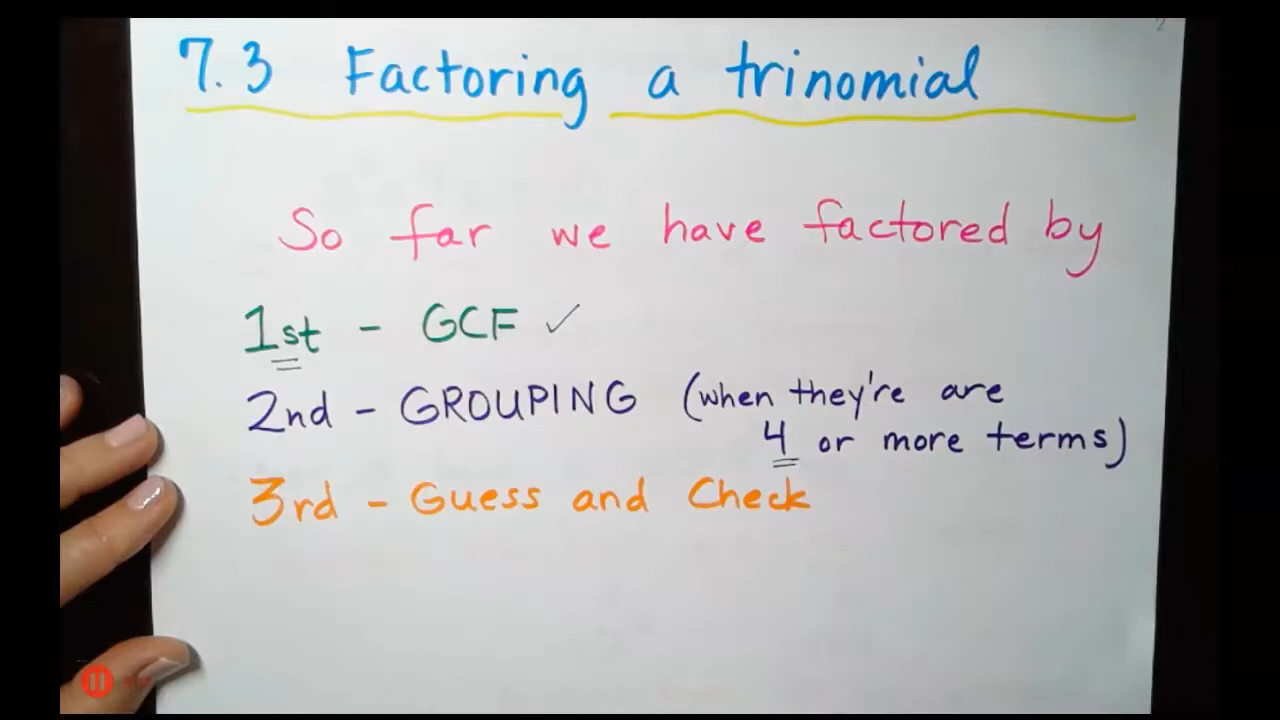 7.3 Factoring a trinomial
So far we have factored by
1st - GCF ✓
2nd - GROUPING (when they're are
4 or more terms)
3rd - Guess and Check